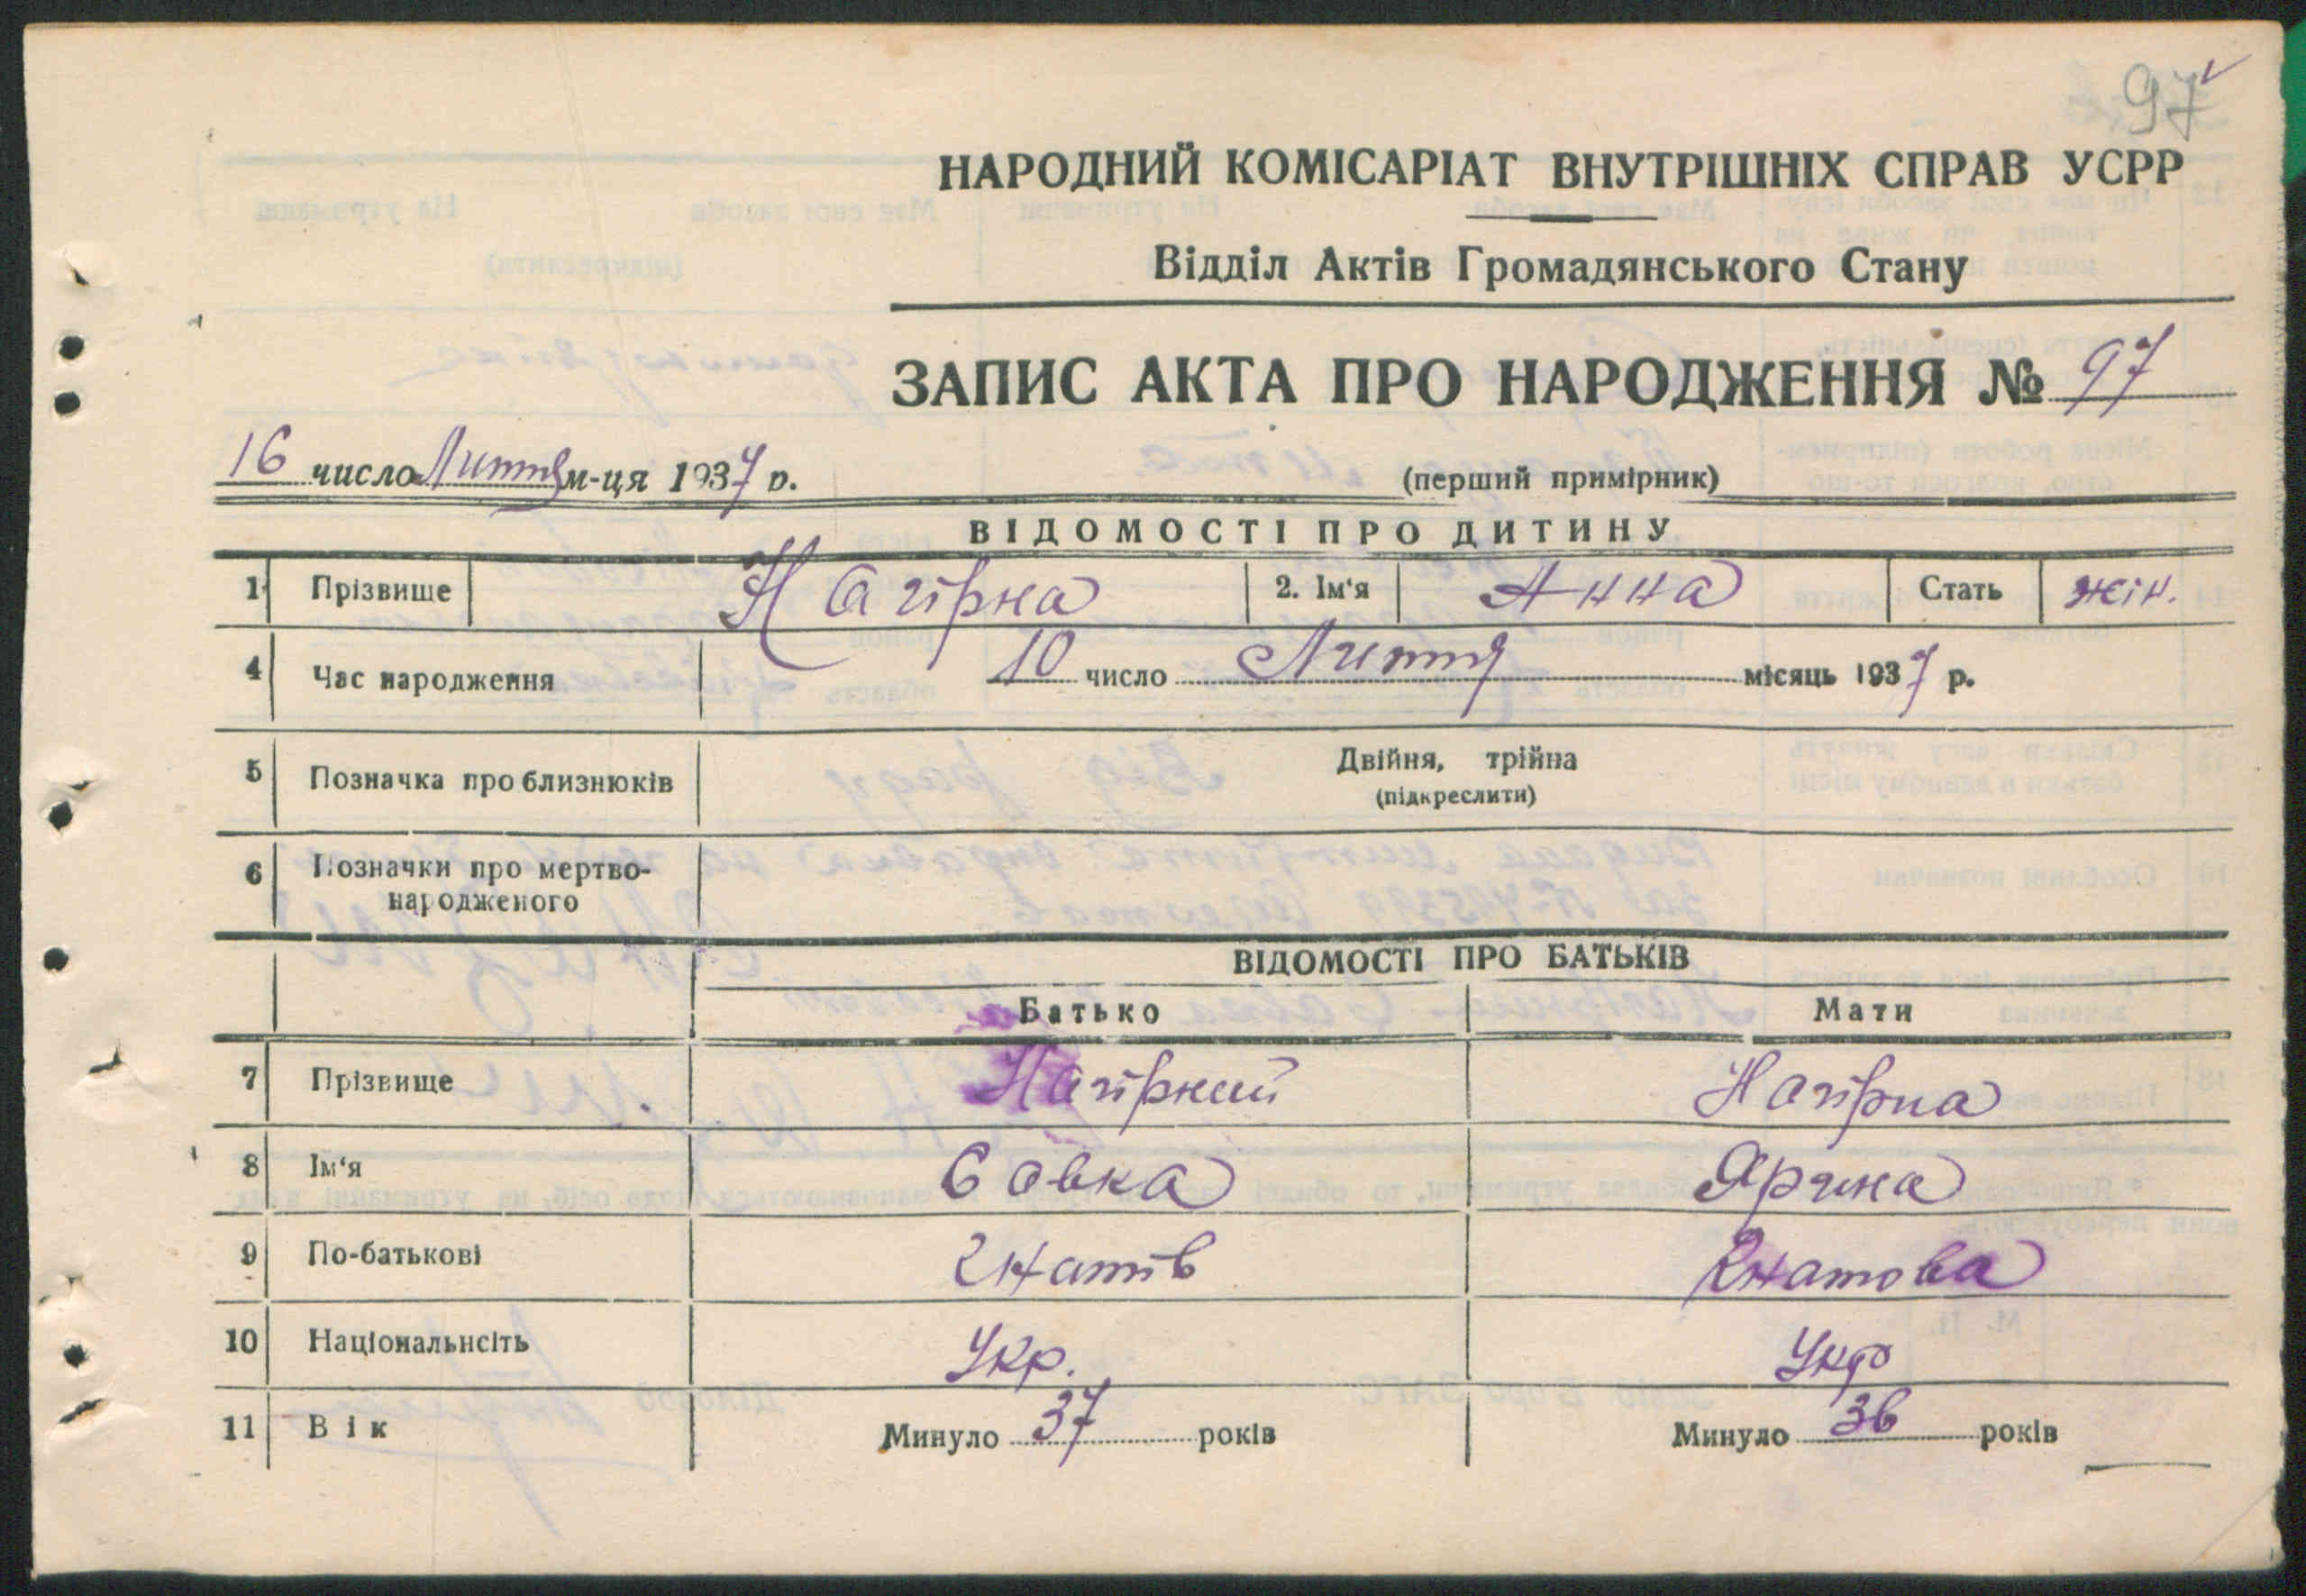 97
НАРОДНИЙ КОМІСАРІАТ ВНУТРІШНІХ СПРАВ УСРР
Відділ Актів Громадянського Стану
ЗАПИС АКТА ПРО НАРОДЖЕННЯ № 97
16 число Липня м-ця 1937 р.
(перший примірник)
ВІДОМОСТІ ПРО ДИТИНУ
1 Прізвище Нагірна 2. Ім'я Анна Стать жін.
4 Час народження 10 число Липня місяць 1937 р.
5 Позначка про близнюків Двійня, трійна
(підкреслити)
6 Позначки про мертво-
народженого
ВІДОМОСТІ ПРО БАТЬКІВ
Батько Мати
7 Прізвище Нагірний Нагірна
8 Ім'я Савка Ярина
9 По-батькові Гнатів Гнатова
10 Національнсіть Укр. Укр
11 Вік Минуло 37 років Минуло 36 років